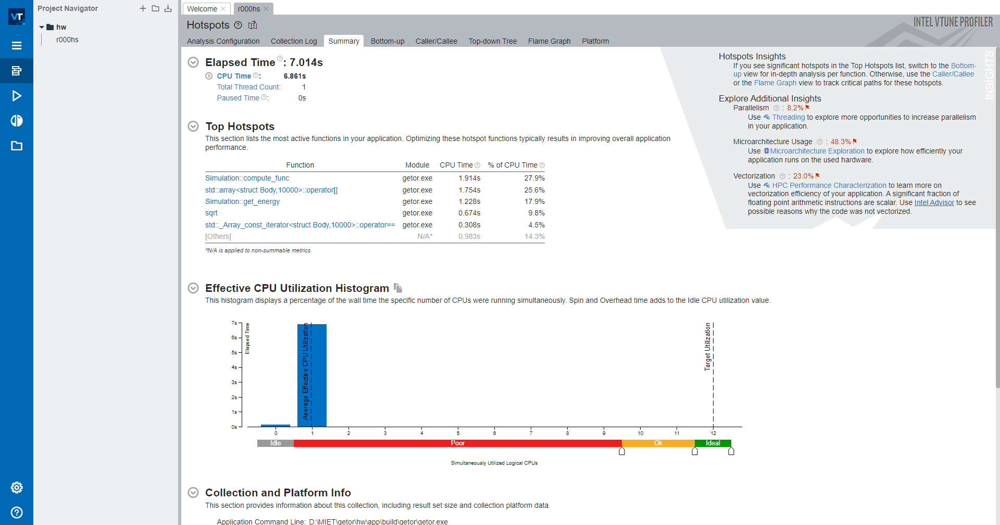 VT
Project Navigator
hw
r000hs
Welcome
r000hs
Hotspots
INTEL VTUNE PROFILER
Analysis Configuration Collection Log Summary Bottom-up Caller/Callee Top-down Tree Flame Graph Platform
Elapsed Time : 7.014s
CPU Time : 6.861s
Total Thread Count: 1
Paused Time : 0s
Top Hotspots
This section lists the most active functions in your application. Optimizing these hotspot functions typically results in improving overall application
performance.
Function Module CPU Time % of CPU Time
Simulation::compute_func getor.exe 1.914s 27.9%
std::array<struct Body,10000>::operator[] getor.exe 1.754s 25.6%
Simulation::get_energy getor.exe 1.228s 17.9%
sqrt getor.exe 0.674s 9.8%
std::_Array_const_iterator<struct Body,10000>::operator== getor.exe 0.308s 4.5%
[Others] N/A* 0.983s 14.3%
*N/A is applied to non-summable metrics.
INSIGHTS
Hotspots Insights
If you see significant hotspots in the Top Hotspots list, switch to the Bottom-
up view for in-depth analysis per function. Otherwise, use the Caller/Callee
or the Flame Graph view to track critical paths for these hotspots.
Explore Additional Insights
Parallelism : 8.2%
Use Threading to explore more opportunities to increase parallelism
in your application.
Microarchitecture Usage : 48.3%
Use Microarchitecture Exploration to explore how efficiently your
application runs on the used hardware.
Vectorization : 23.0%
Use HPC Performance Characterization to learn more on
vectorization efficiency of your application. A significant fraction of
floating point arithmetic instructions are scalar. Use Intel Advisor to see
possible reasons why the code was not vectorized.
Effective CPU Utilization Histogram
This histogram displays a percentage of the wall time the specific number of CPUs were running simultaneously. Spin and Overhead time adds to the Idle CPU utilization value.
7s
6s
5s
4s
3s
2s
1s
0s
Elapsed Time
Average Effective CPU Utilization
Target Utilization
0 1 2 3 4 5 6 7 8 9 10 11 12
Idle Poor Ok Ideal
Simultaneously Utilized Logical CPUs
Collection and Platform Info
This section provides information about this collection, including result set size and collection platform data.
Application Command Line: D:\MIET\getor\hw\app\build\getor\getor.exe